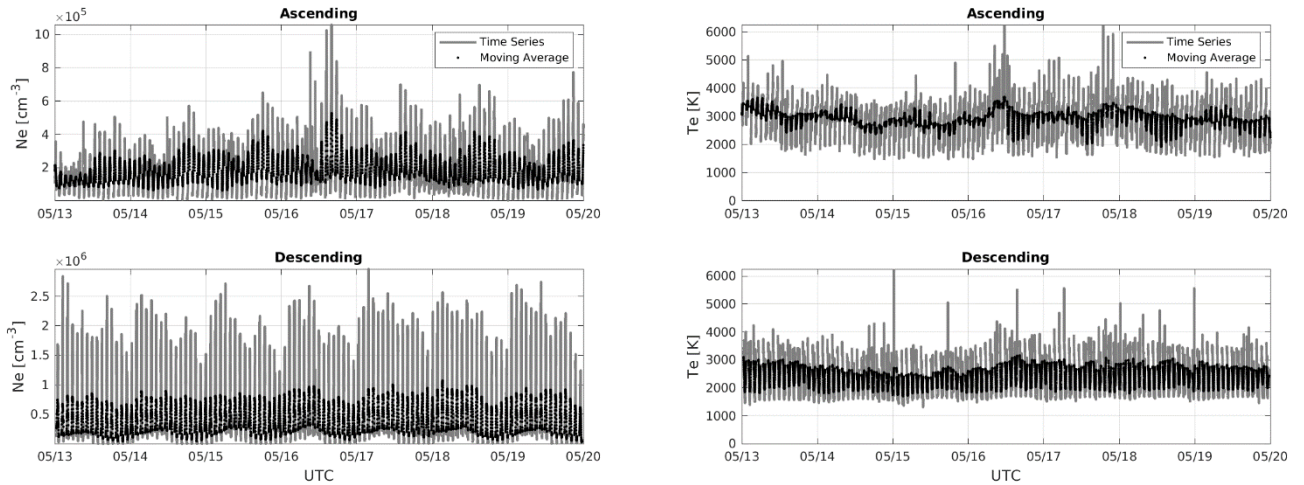 Ascending
×10⁵
Ne [cm⁻³]
10
8
6
4
2
Time Series
Moving Average
05/13 05/14 05/15 05/16 05/17 05/18 05/19 05/20
Ascending
Te [K]
6000
5000
4000
3000
2000
1000
0
Time Series
Moving Average
05/13 05/14 05/15 05/16 05/17 05/18 05/19 05/20
Descending
×10⁶
Ne [cm⁻³]
2.5
2
1.5
1
0.5
05/13 05/14 05/15 05/16 05/17 05/18 05/19 05/20
UTC
Descending
Te [K]
6000
5000
4000
3000
2000
1000
0
05/13 05/14 05/15 05/16 05/17 05/18 05/19 05/20
UTC